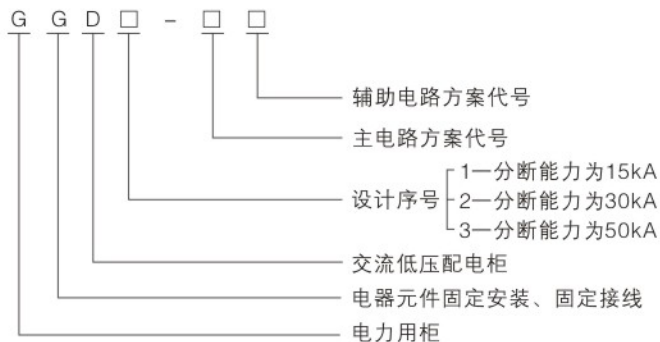 G G D □ - □ □
辅助电路方案代号
主电路方案代号
1一分断能力为15kA
设计序号 2一分断能力为30kA
3一分断能力为50kA
交流低压配电柜
电器元件固定安装、固定接线
电力用柜